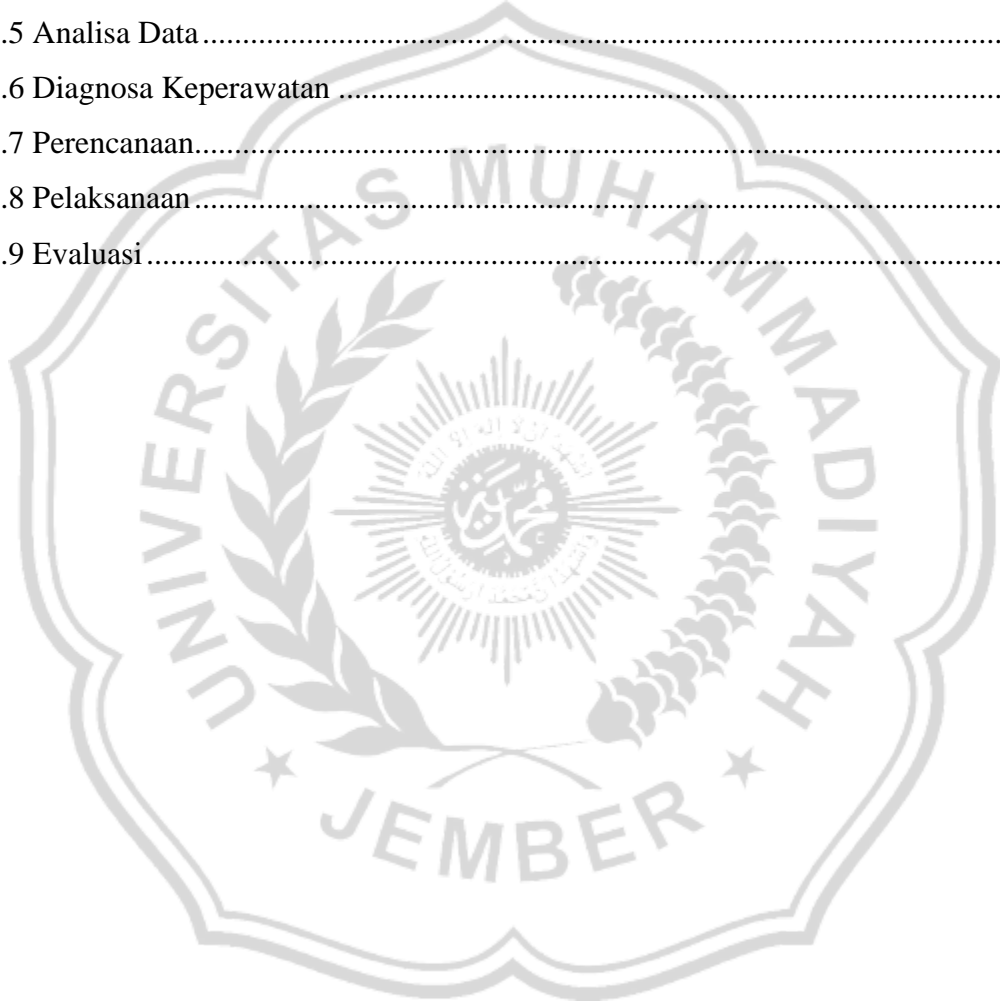 .5 Analisa Data........................................................................................................
.6 Diagnosa Keperawatan .......................................................................................
.7 Perencanaan.........................................................................................................
.8 Pelaksanaan.........................................................................................................
.9 Evaluasi...............................................................................................................
UNIVERSITAS MUHAMMADIYAH
JEMBER